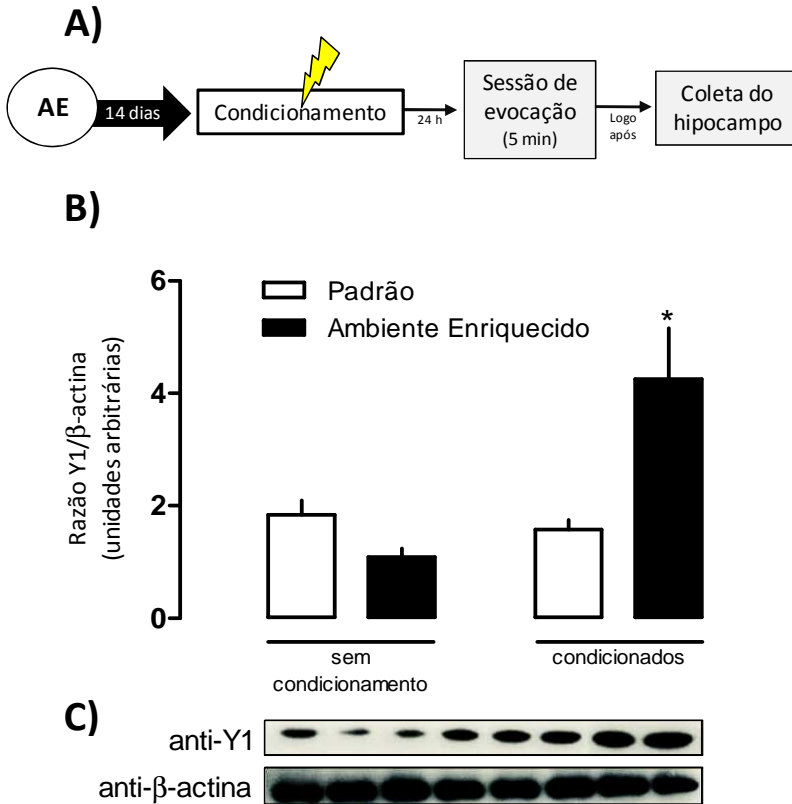 A)
AE
14 dias
Condicionamento
24 h
Sessão de
evocação
(5 min)
Logo
após
Coleta do
hipocampo
B)
Razão Y1/β-actina
(unidades arbitrárias)
6
4
2
0
Padrão
Ambiente Enriquecido
*
sem
condicionamento
condicionados
C)
anti-Y1
anti-β-actina